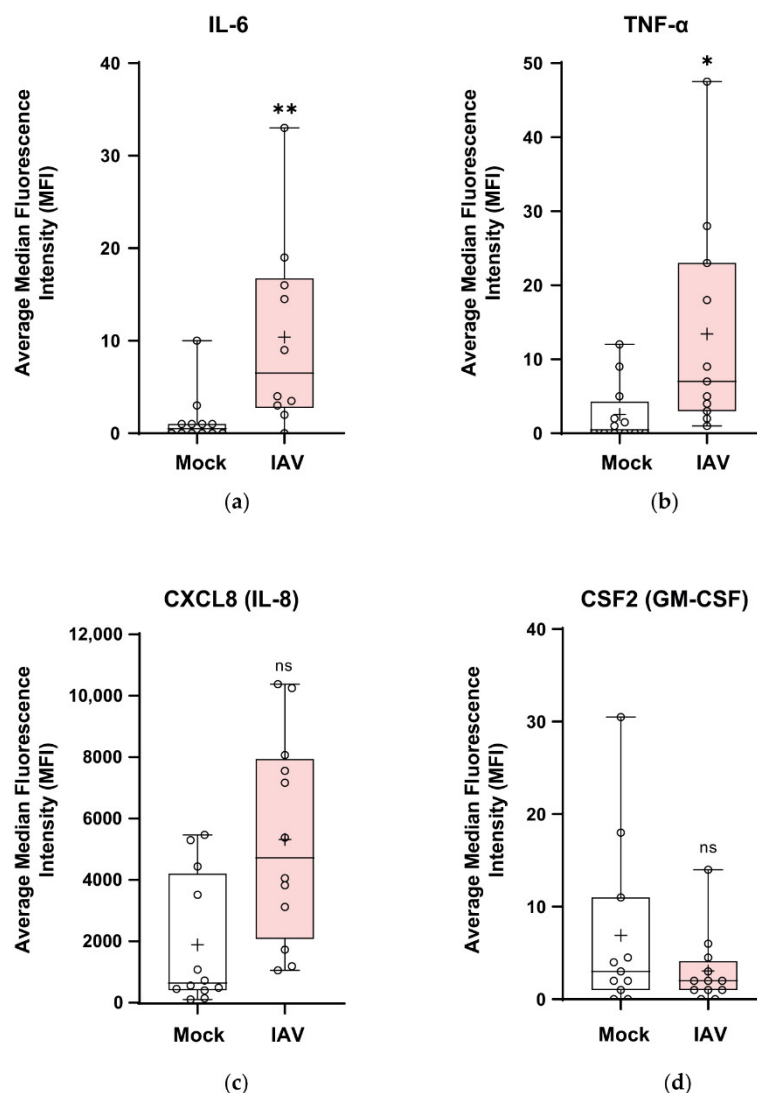 IL-6
Average Median Fluorescence
Intensity (MFI)
40
30
20
10
0
**
Mock
IAV
(a)
TNF-α
Average Median Fluorescence
Intensity (MFI)
50
40
30
20
10
0
*
Mock
IAV
(b)
CXCL8 (IL-8)
Average Median Fluorescence
Intensity (MFI)
12,000
10,000
8000
6000
4000
2000
0
ns
Mock
IAV
(c)
CSF2 (GM-CSF)
Average Median Fluorescence
Intensity (MFI)
40
30
20
10
0
ns
Mock
IAV
(d)